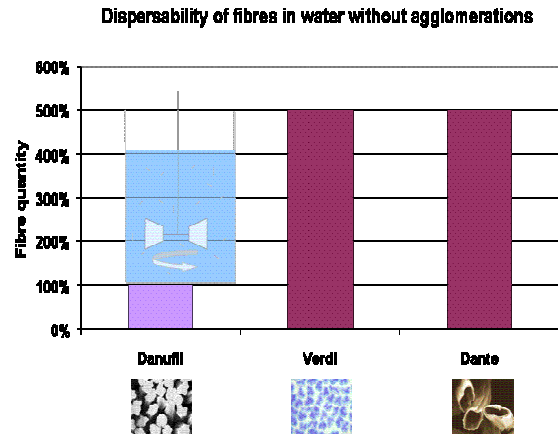 Dispersability of fibres in water without agglomerations
600%
500%
400%
300%
200%
100%
0%
Fibre quantity
Danufil
Verdi
Dante